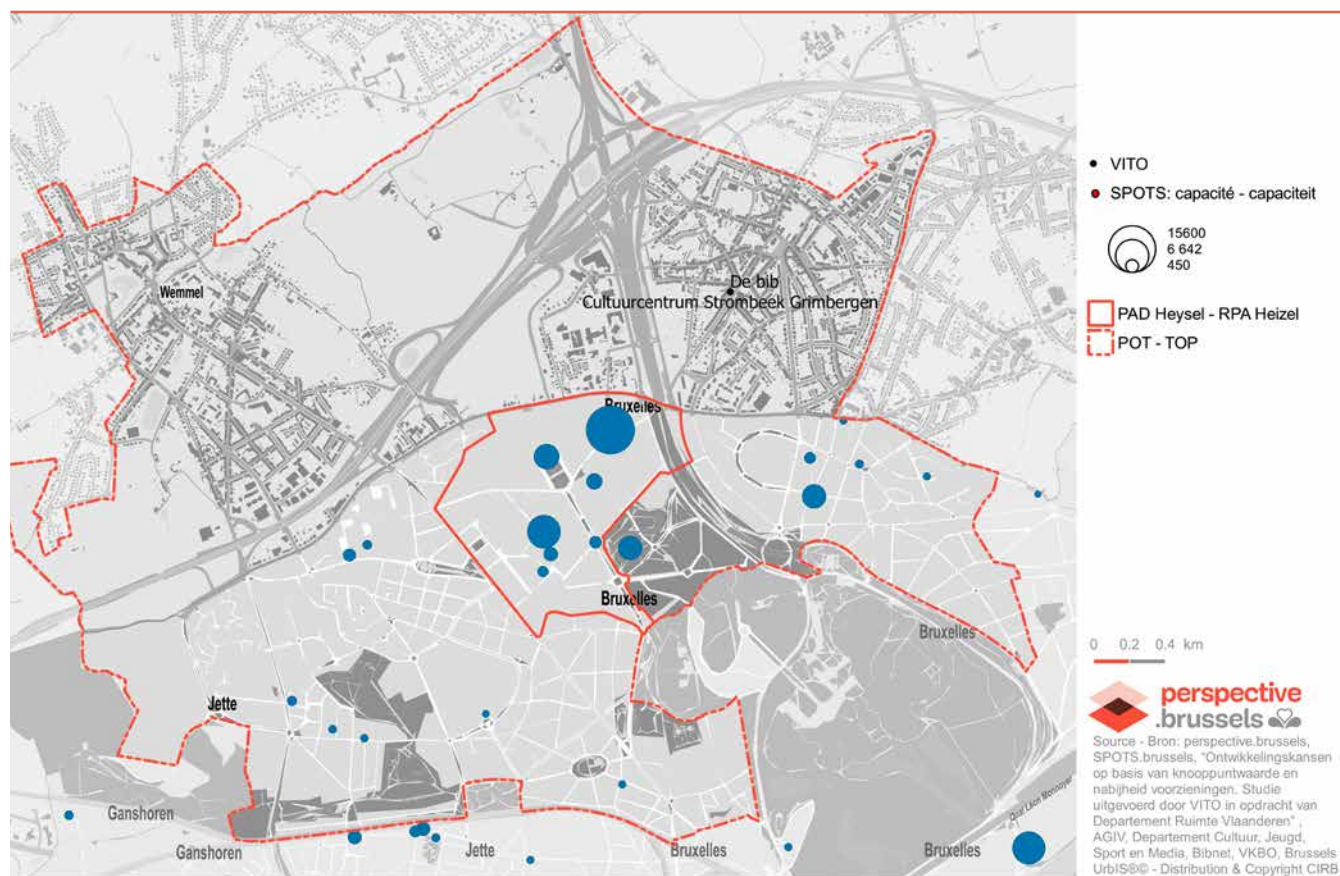 VITO
SPOTS: capacité - capaciteit
15600
6 642
450
PAD Heysel - RPA Heizel
POT - TOP
De bib
Cultuurcentrum Strombeek Grimbergen
Wemmel
Bruxelles
Bruxelles
Bruxelles
Jette
Ganshoren
Ganshoren
Jette
Bruxelles
Bruxelles
Quai Léon Monnoyer
0 0.2 0.4 km
perspective
.brussels
Source - Bron: perspective.brussels,
SPOTS.brussels, "Ontwikkelingskansen
op basis van knooppuntwaarde en
nabijheid voorzieningen. Studie
uitgevoerd door VITO in opdracht van
Departement Ruimte Vlaanderen" ,
AGIV, Departement Cultuur, Jeugd,
Sport en Media, Bibnet, VKBO, Brussels
UrbIS®© - Distribution & Copyright CIRB